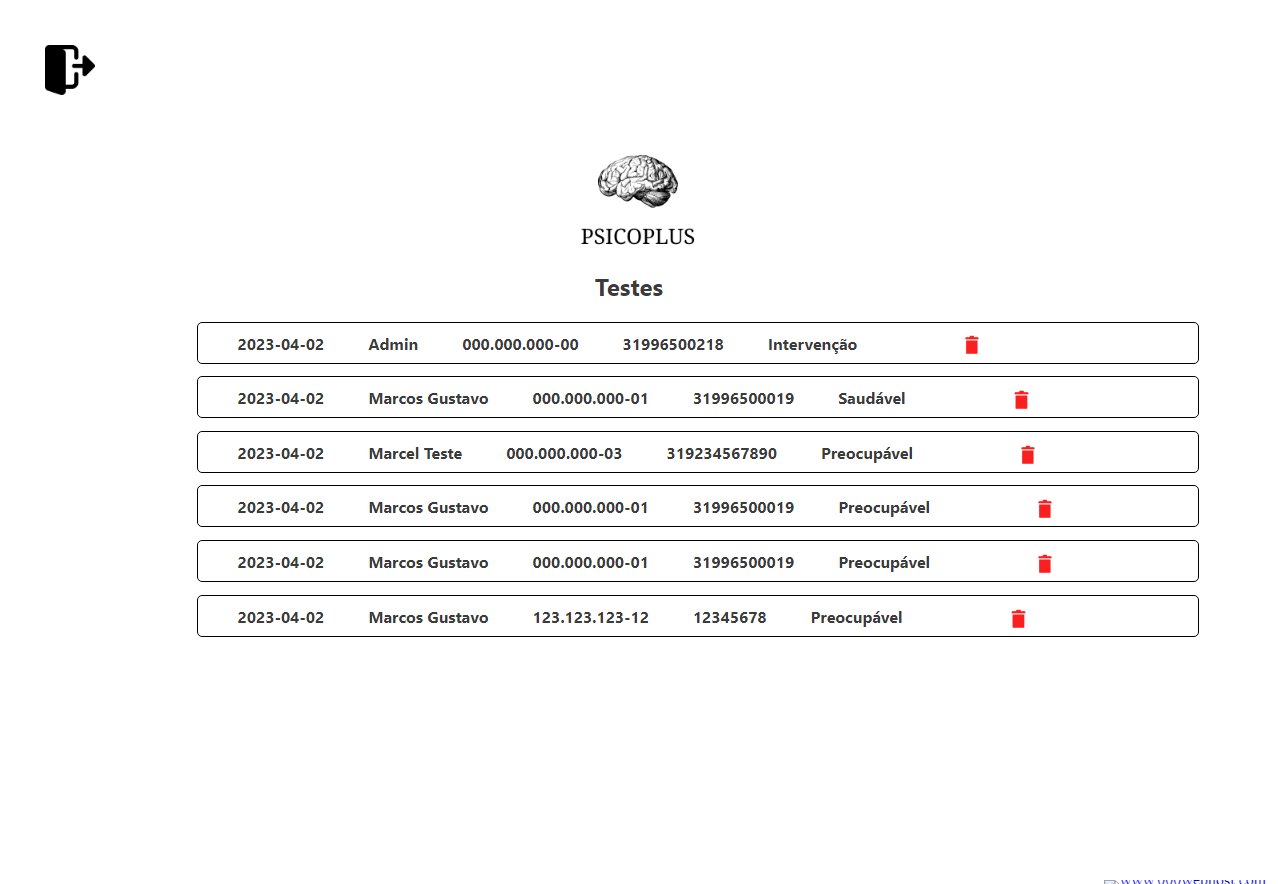 PSICOPLUS
Testes
2023-04-02 Admin 000.000.000-00 31996500218 Intervenção
2023-04-02 Marcos Gustavo 000.000.000-01 31996500019 Saudável
2023-04-02 Marcel Teste 000.000.000-03 319234567890 Preocupável
2023-04-02 Marcos Gustavo 000.000.000-01 31996500019 Preocupável
2023-04-02 Marcos Gustavo 000.000.000-01 31996500019 Preocupável
2023-04-02 Marcos Gustavo 123.123.123-12 12345678 Preocupável